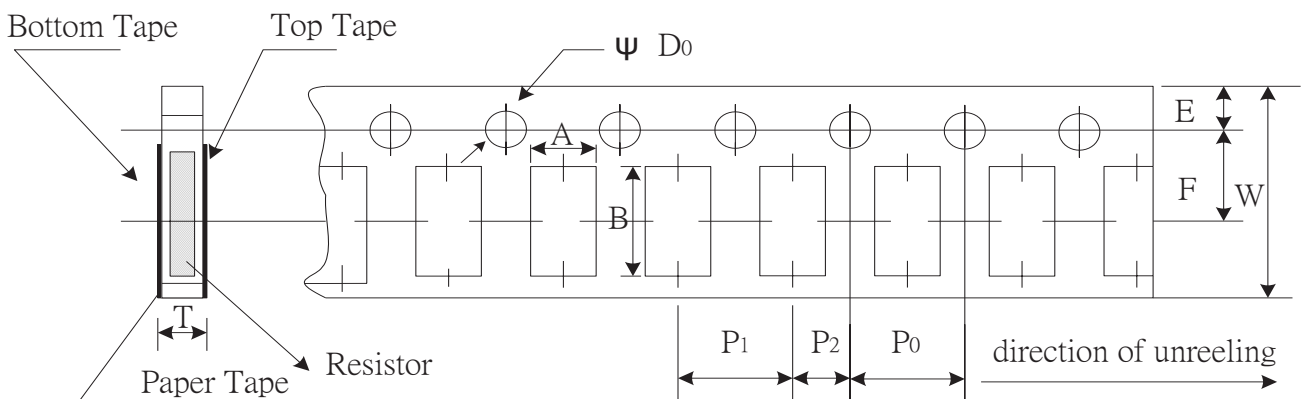 Bottom Tape
Top Tape
Ψ D0
E
A
F
W
B
T
P1
P2
P0
direction of unreeling
Resistor
Paper Tape